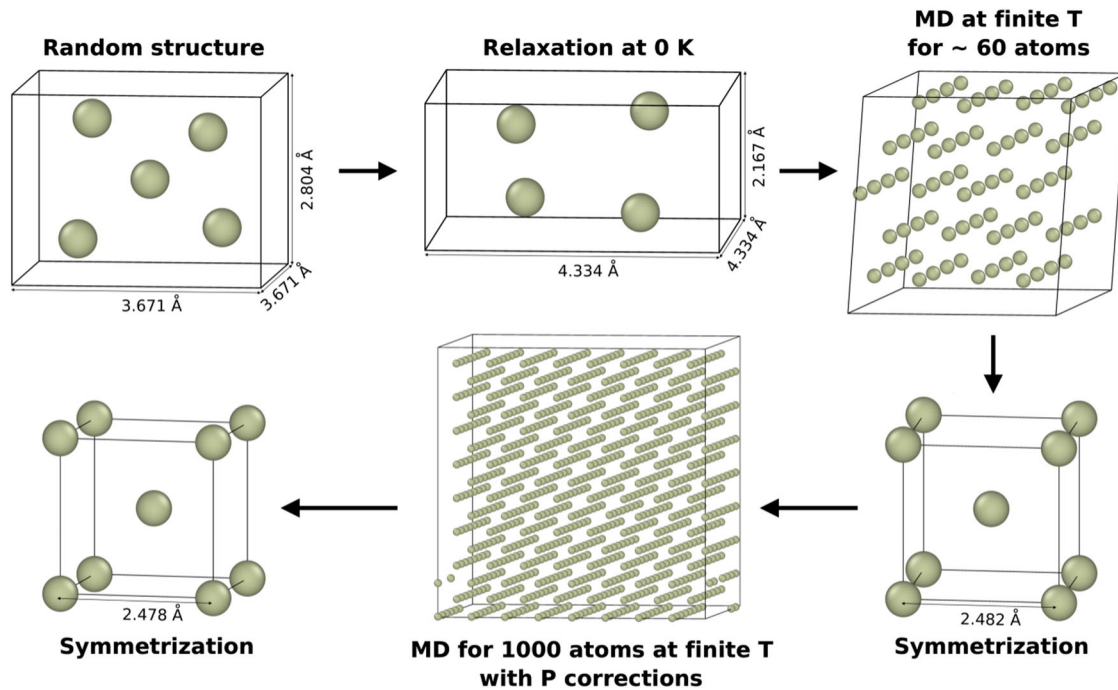 Random structure
2.804 Å
3.671 Å
3.671 Å
Relaxation at 0 K
2.167 Å
4.334 Å
4.334 Å
MD at finite T
for ~ 60 atoms
2.478 Å
Symmetrization
MD for 1000 atoms at finite T
with P corrections
2.482 Å
Symmetrization